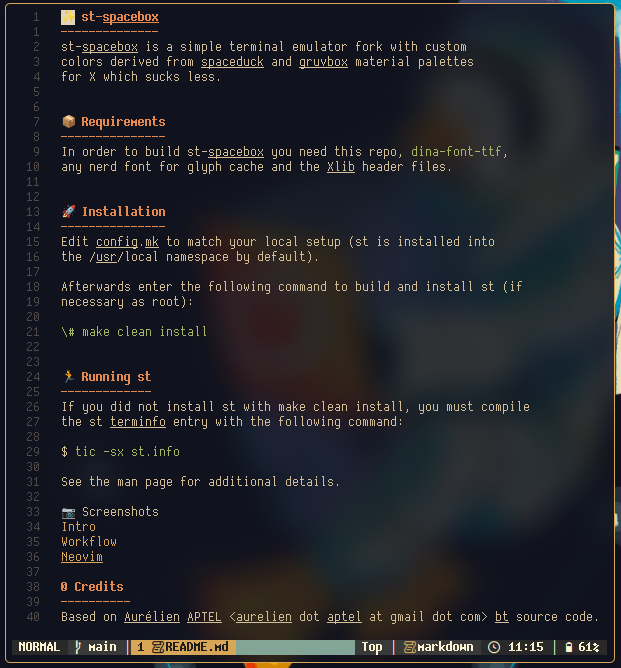 1 ✨ st-spacebox
1 --------------
2 st-spacebox is a simple terminal emulator fork with custom
3 colors derived from spaceduck and gruvbox material palettes
4 for X which sucks less.
5
6
7 📦 Requirements
8 ---------------
9 In order to build st-spacebox you need this repo, dina-font-ttf,
10 any nerd font for glyph cache and the Xlib header files.
11
12
13 🚀 Installation
14 ---------------
15 Edit config.mk to match your local setup (st is installed into
16 the /usr/local namespace by default).
17
18 Afterwards enter the following command to build and install st (if
19 necessary as root):
20
21 \# make clean install
22
23
24 🏃 Running st
25 -------------
26 If you did not install st with make clean install, you must compile
27 the st terminfo entry with the following command:
28
29 $ tic -sx st.info
30
31 See the man page for additional details.
32
33 📷 Screenshots
34 Intro
35 Workflow
36 Neovim
37
38 0 Credits
39 ----------
40 Based on Aurélien APTEL <aurelien dot aptel at gmail dot com> bt source code.
NORMAL main 1 README.md Top markdown 11:15 61%